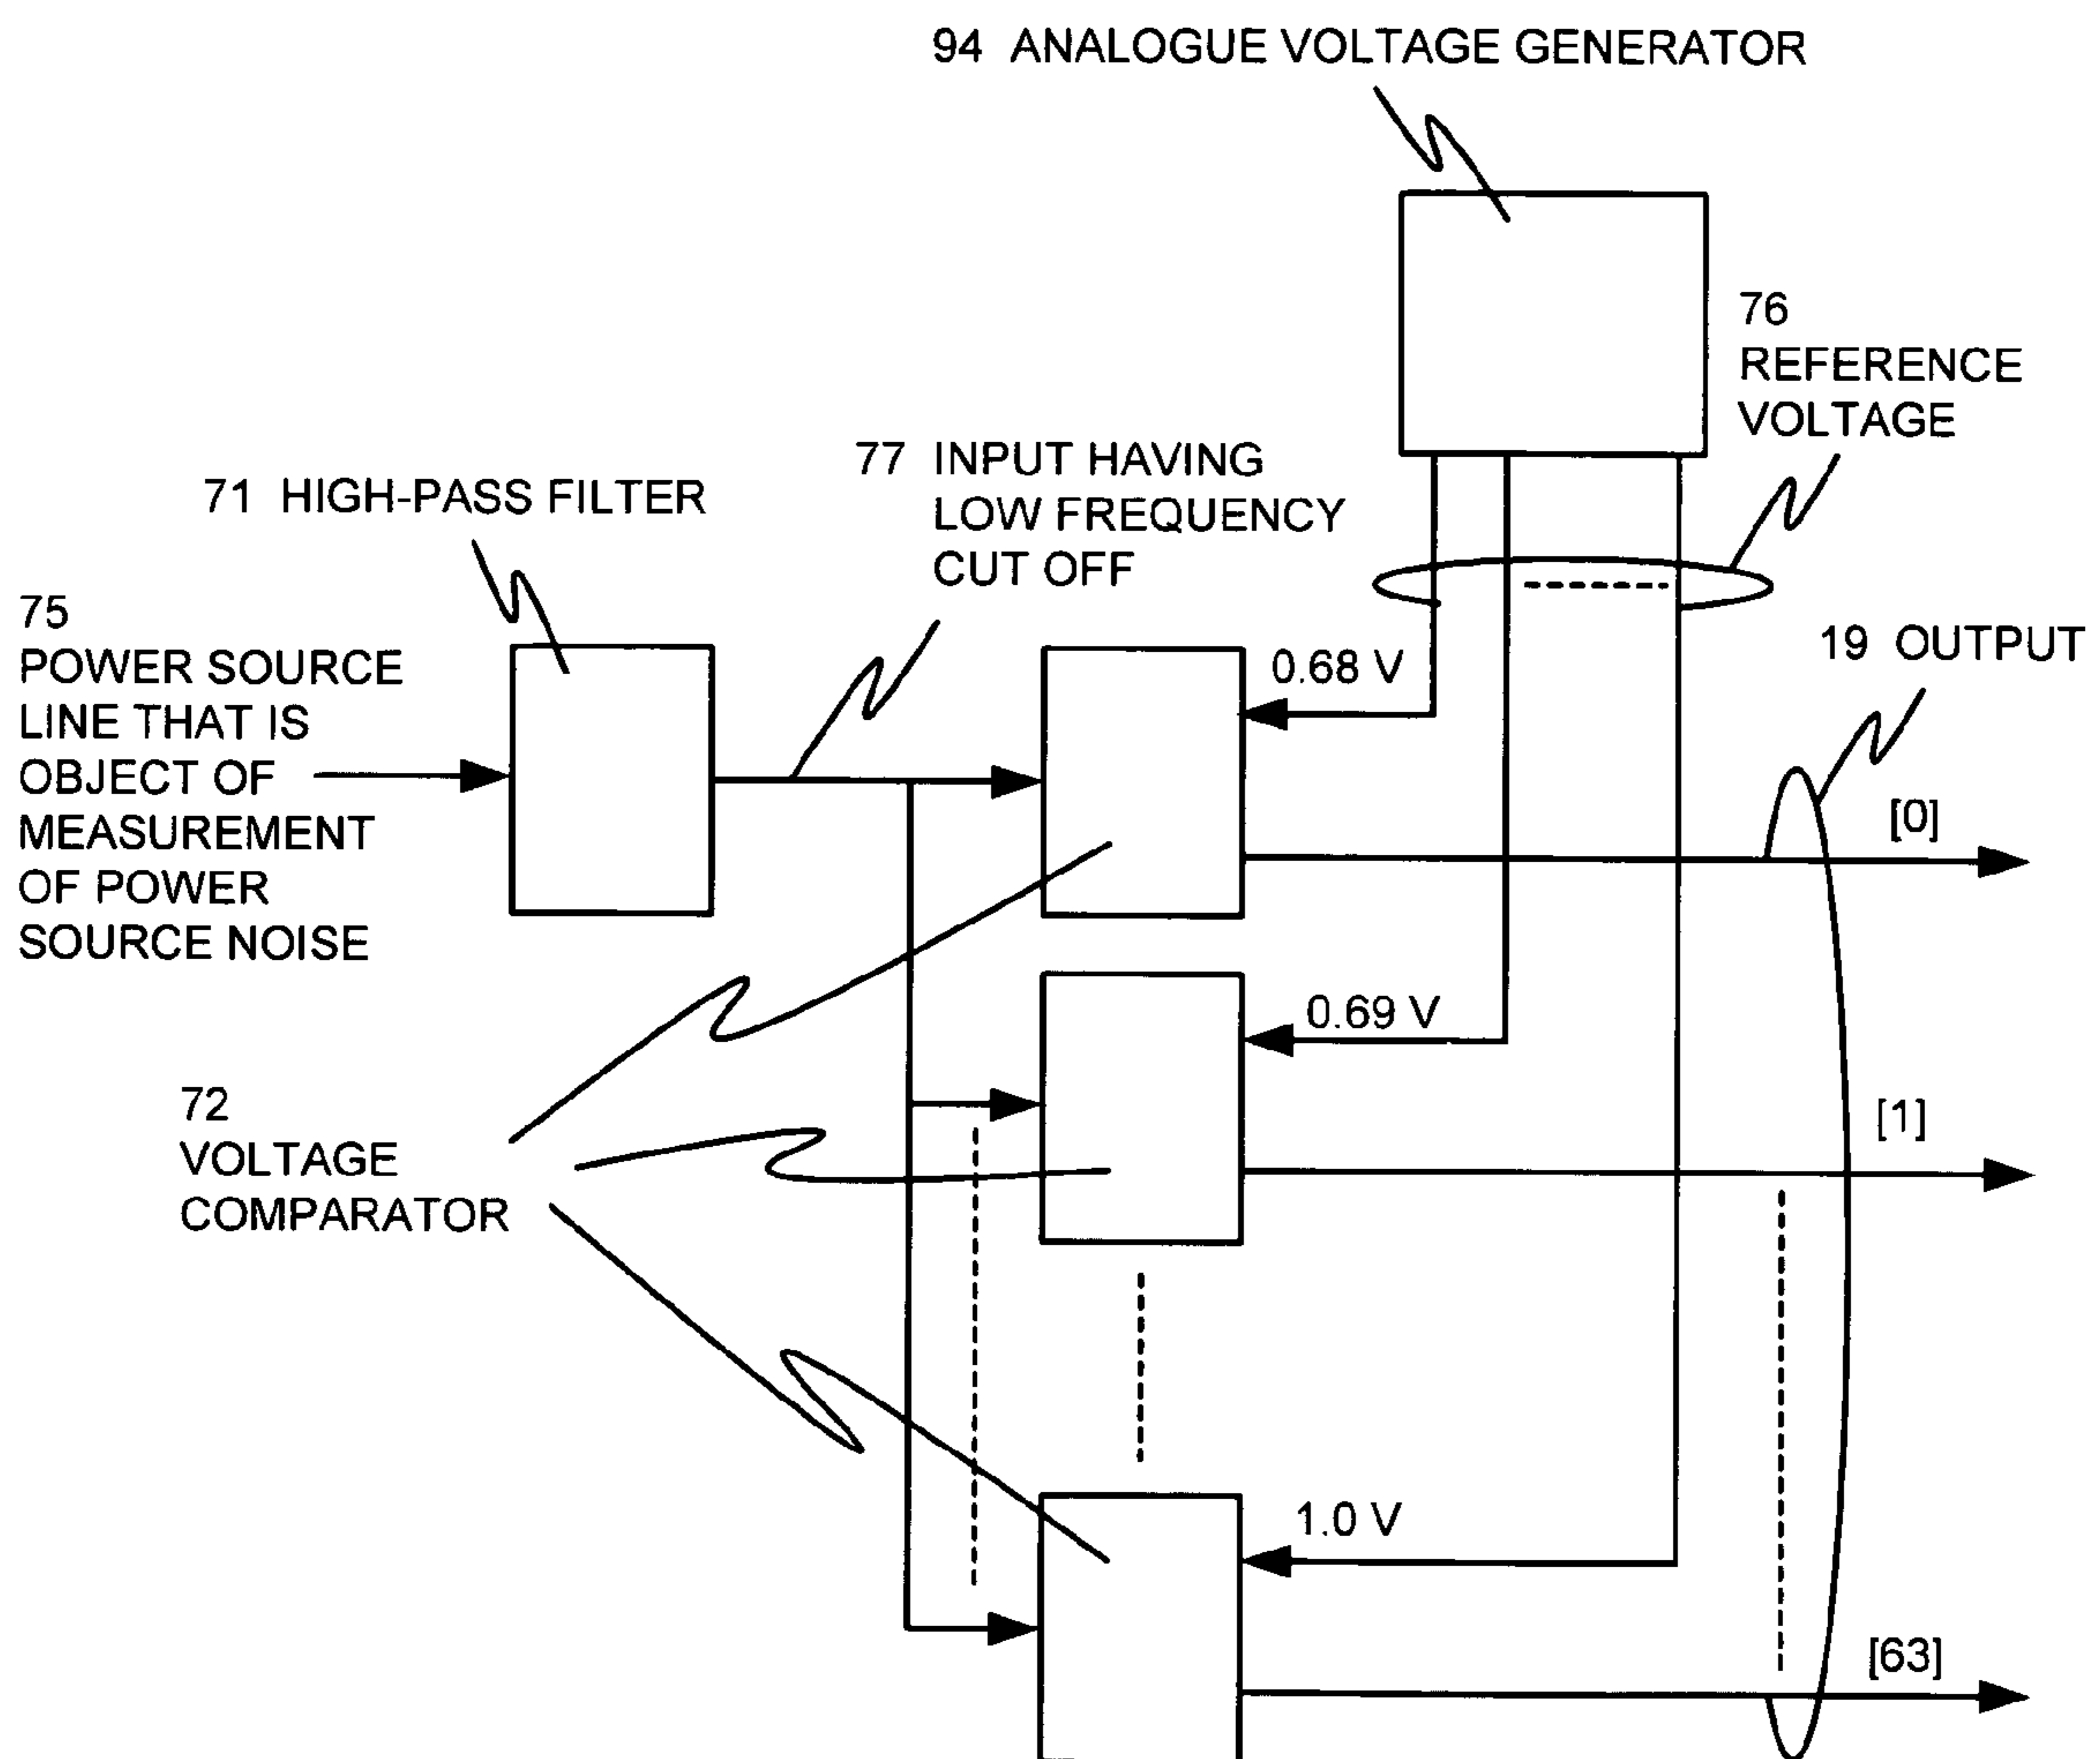 94 ANALOGUE VOLTAGE GENERATOR
76
REFERENCE
VOLTAGE
77 INPUT HAVING
LOW FREQUENCY
CUT OFF
71 HIGH-PASS FILTER
75
POWER SOURCE
LINE THAT IS
OBJECT OF
MEASUREMENT
OF POWER
SOURCE NOISE
19 OUTPUT
0.68 V
[0]
0.69 V
72
VOLTAGE
COMPARATOR
[1]
1.0 V
[63]